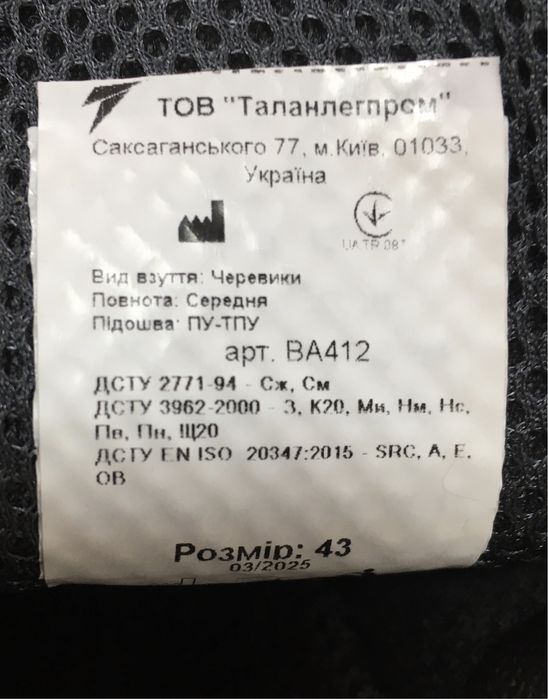 ТОВ "Таланлегпром"
Саксаганського 77, м.Київ, 01033,
Україна
UA.TR.087
Вид взуття: Черевики
Повнота: Середня
Підошва: ПУ-ТПУ
арт. ВА412
ДСТУ 2771-94 - Сж, См
ДСТУ 3962-2000 - З, К20, Ми, Нм, Нс,
Пв, Пн, Щ20
ДСТУ EN ISO 20347:2015 - SRC, A, E,
OB
Розмір: 43
03/2025